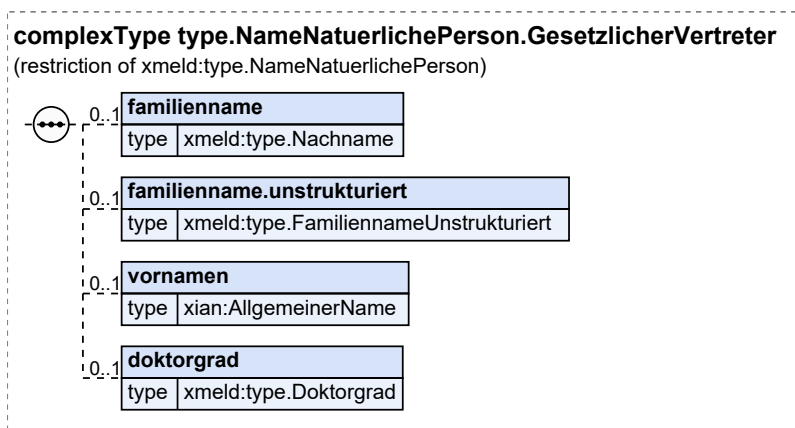 complexType type.NameNatuerlichePerson.GesetzlicherVertreter
(restriction of xmeld:type.NameNatuerlichePerson)
0..1 familienname
type xmeld:type.Nachname
0..1 familienname.unstrukturiert
type xmeld:type.FamiliennameUnstrukturiert
0..1 vornamen
type xian:AllgemeinerName
0..1 doktorgrad
type xmeld:type.Doktorgrad